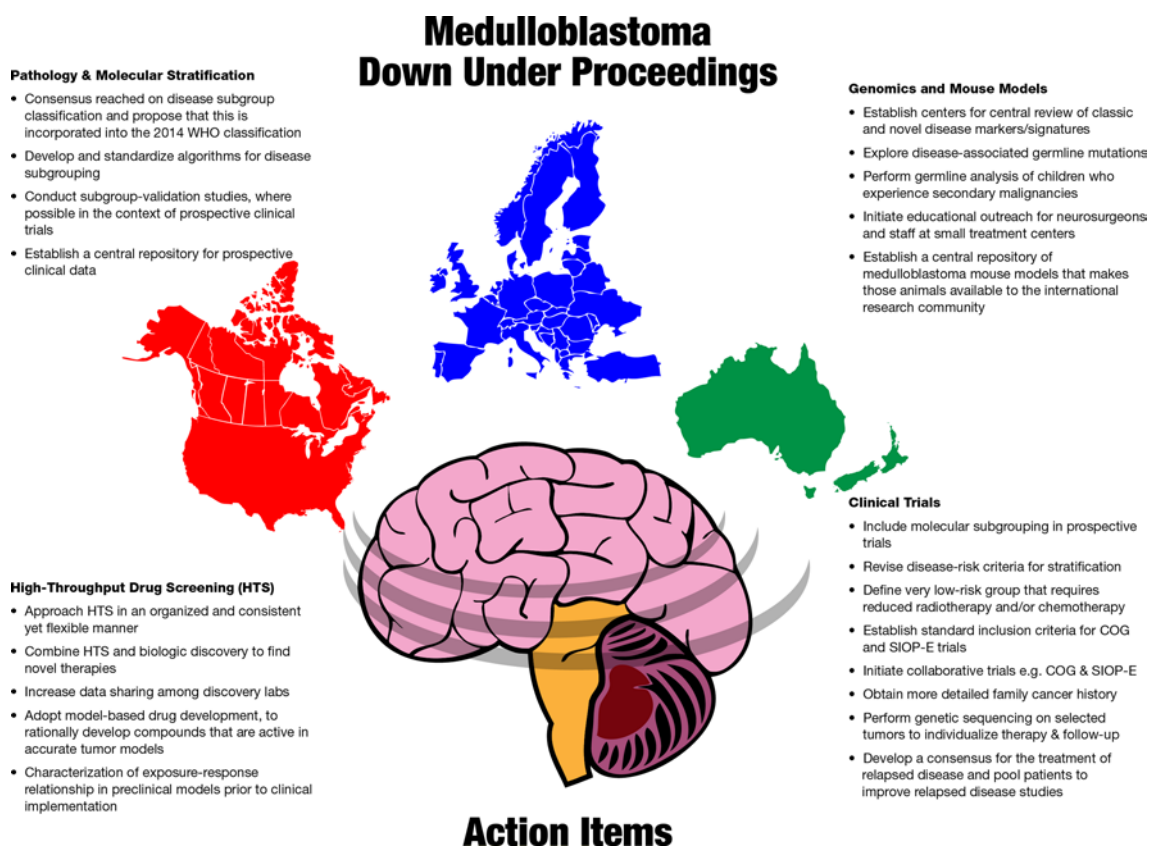 Medulloblastoma
Down Under Proceedings
Pathology & Molecular Stratification
• Consensus reached on disease subgroup
classification and propose that this is
incorporated into the 2014 WHO classification
• Develop and standardize algorithms for disease
subgrouping
• Conduct subgroup-validation studies, where
possible in the context of prospective clinical
trials
• Establish a central repository for prospective
clinical data
Genomics and Mouse Models
• Establish centers for central review of classic
and novel disease markers/signatures
• Explore disease-associated germline mutations
• Perform germline analysis of children who
experience secondary malignancies
• Initiate educational outreach for neurosurgeons
and staff at small treatment centers
• Establish a central repository of
medulloblastoma mouse models that makes
those animals available to the international
research community
High-Throughput Drug Screening (HTS)
• Approach HTS in an organized and consistent
yet flexible manner
• Combine HTS and biologic discovery to find
novel therapies
• Increase data sharing among discovery labs
• Adopt model-based drug development, to
rationally develop compounds that are active in
accurate tumor models
• Characterization of exposure-response
relationship in preclinical models prior to clinical
implementation
Clinical Trials
• Include molecular subgrouping in prospective
trials
• Revise disease-risk criteria for stratification
• Define very low-risk group that requires
reduced radiotherapy and/or chemotherapy
• Establish standard inclusion criteria for COG
and SIOP-E trials
• Initiate collaborative trials e.g. COG & SIOP-E
• Obtain more detailed family cancer history
• Perform genetic sequencing on selected
tumors to individualize therapy & follow-up
• Develop a consensus for the treatment of
relapsed disease and pool patients to
improve relapsed disease studies
Action Items